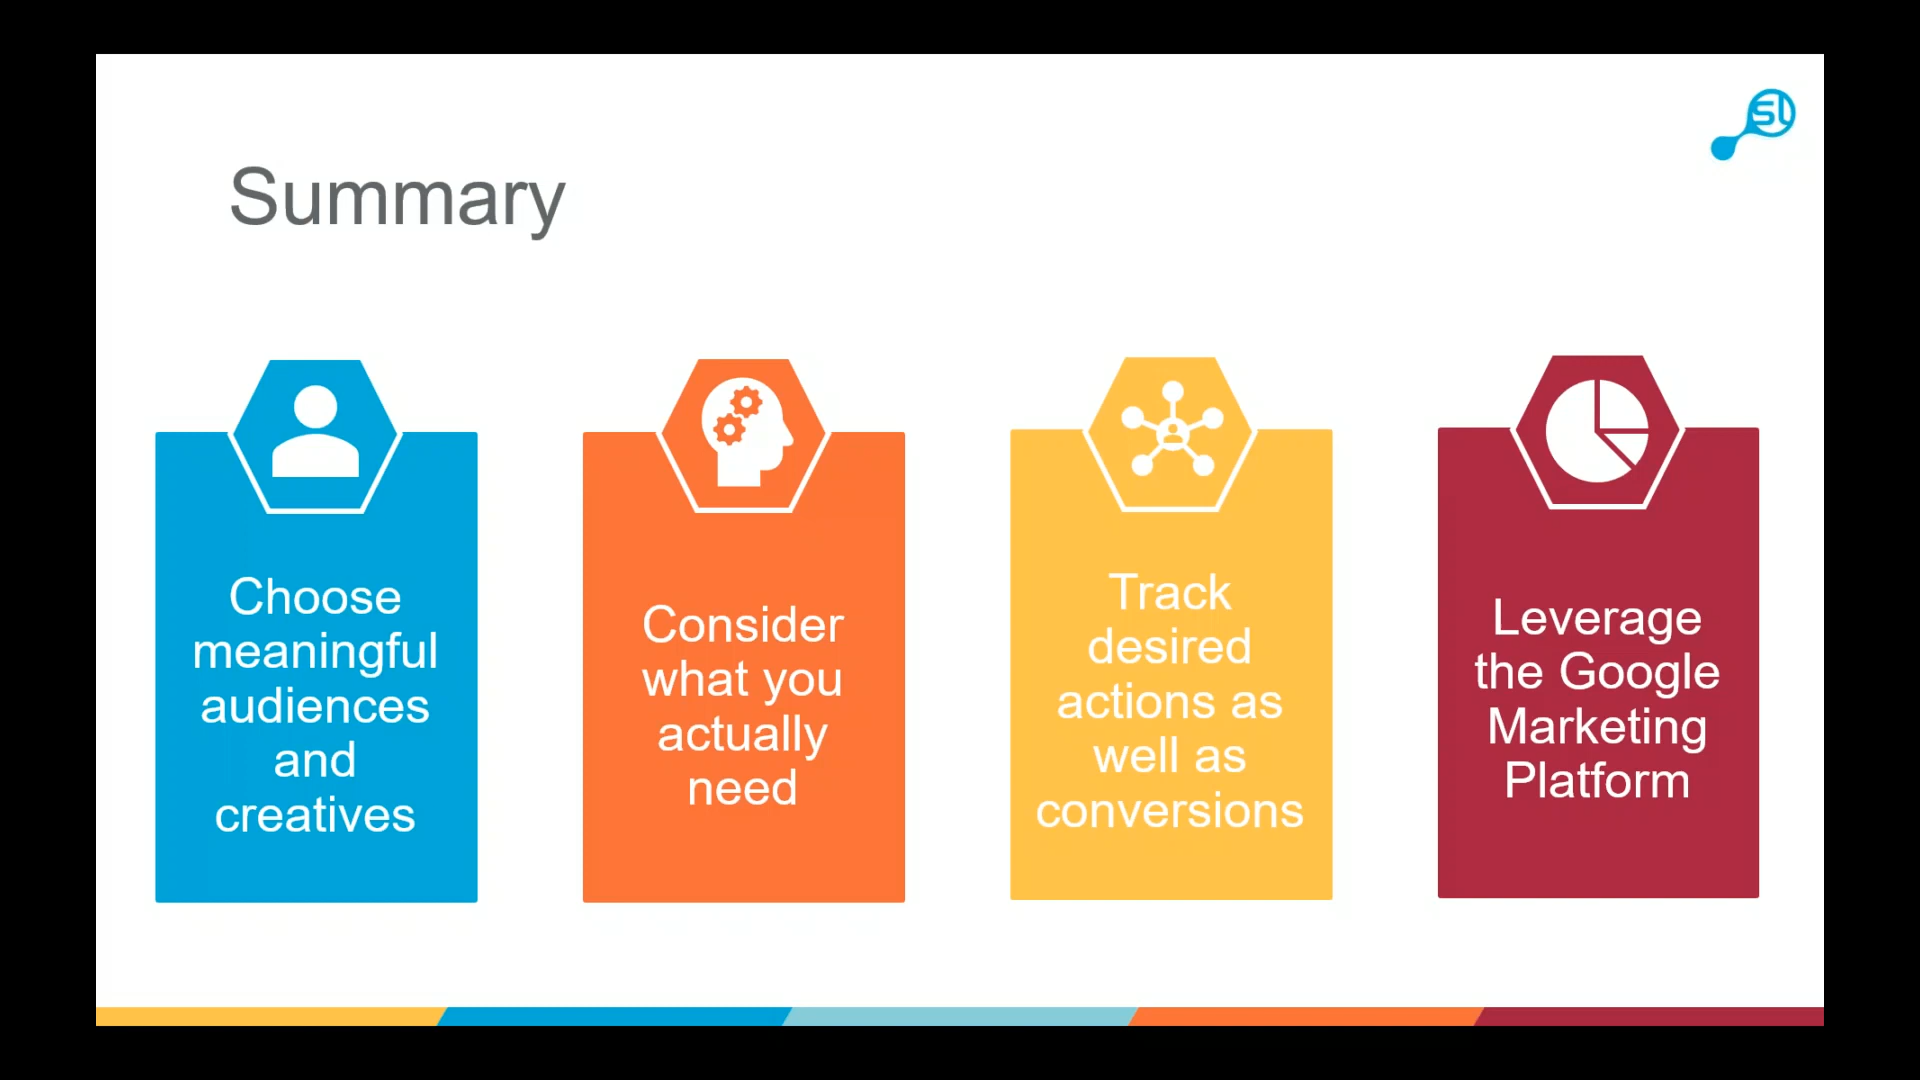 SL
Summary
Choose
meaningful
audiences
and
creatives
Consider
what you
actually
need
Track
desired
actions as
well as
conversions
Leverage
the Google
Marketing
Platform